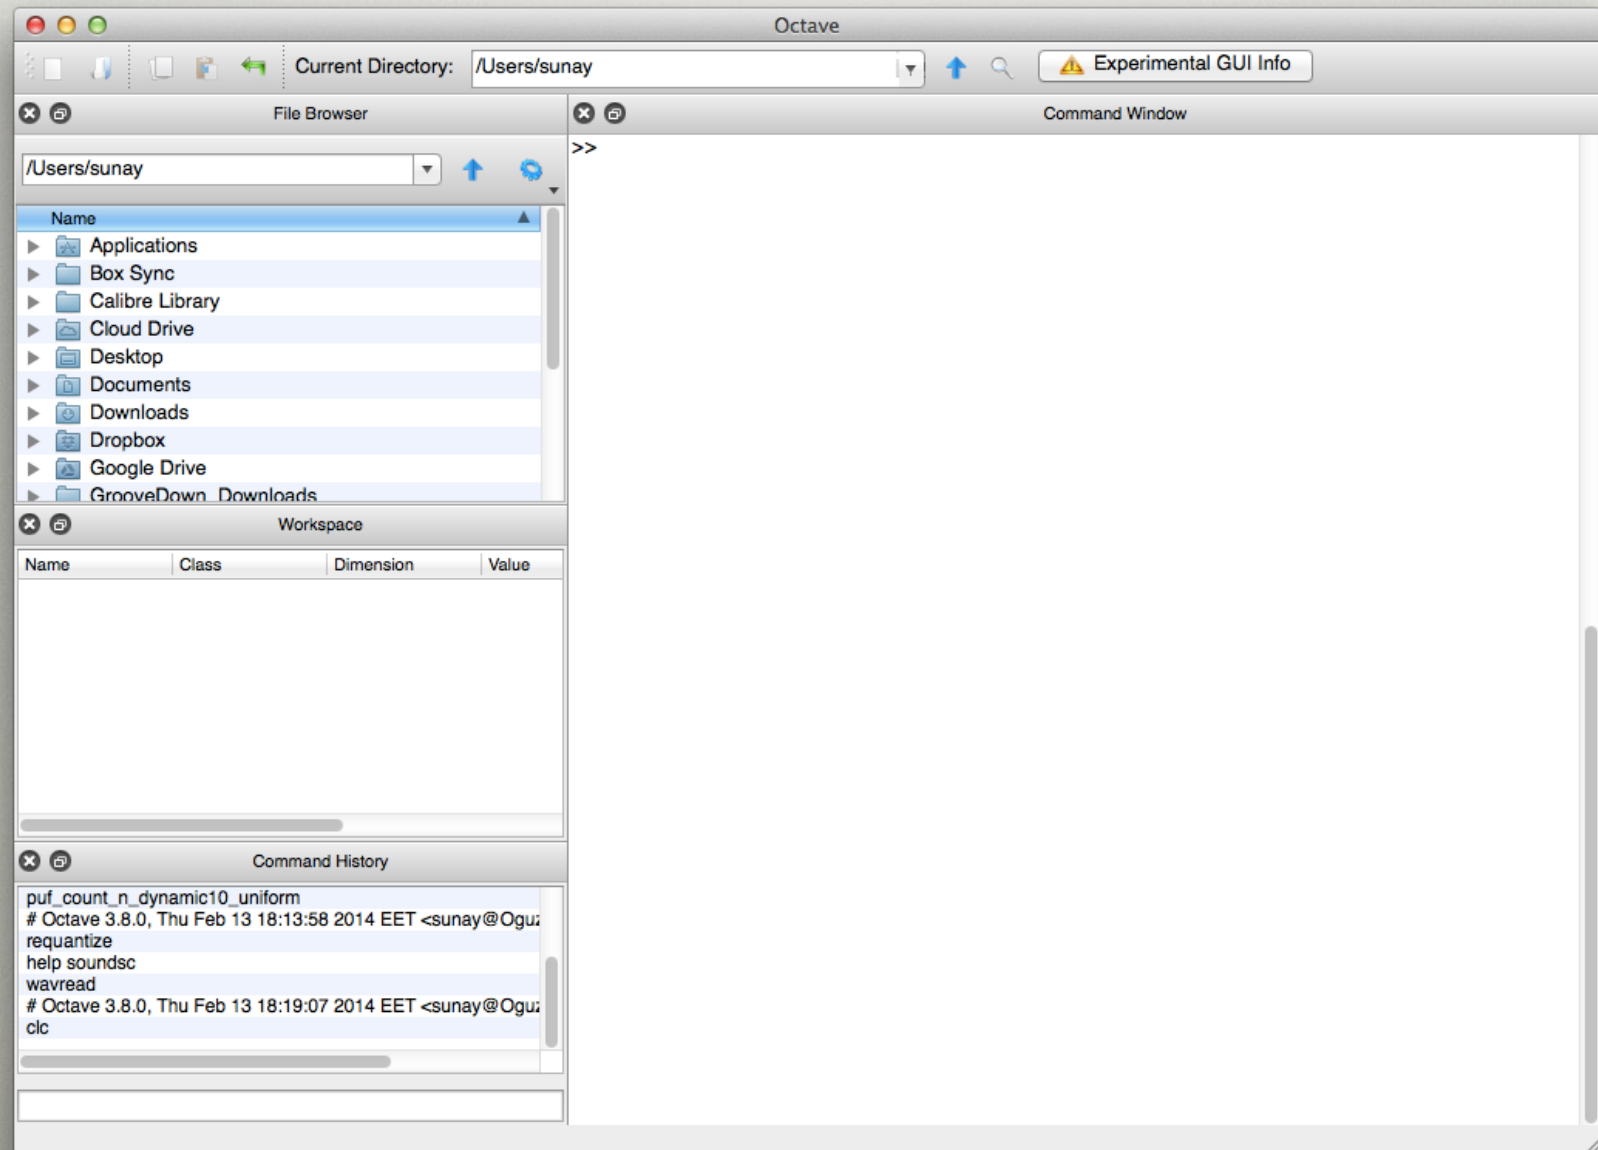 Octave
Current Directory: /Users/sunay Experimental GUI Info
File Browser
/Users/sunay
Name
Applications
Box Sync
Calibre Library
Cloud Drive
Desktop
Documents
Downloads
Dropbox
Google Drive
GrooveDown_Downloads
Workspace
Name Class Dimension Value
Command History
puf_count_n_dynamic10_uniform
# Octave 3.8.0, Thu Feb 13 18:13:58 2014 EET <sunay@Oguz
requantize
help soundsc
wavread
# Octave 3.8.0, Thu Feb 13 18:19:07 2014 EET <sunay@Oguz
clc
Command Window
>>